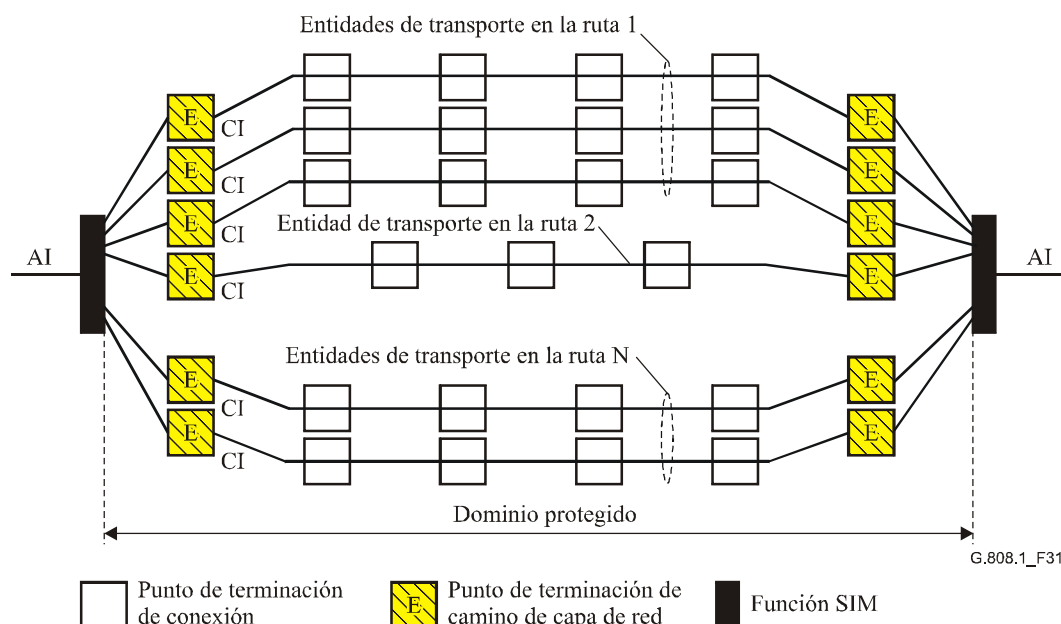 Entidades de transporte en la ruta 1
E
E
CI
CI
E
E
CI
E
E
CI
Entidad de transporte en la ruta 2
AI
E
E
AI
CI
Entidades de transporte en la ruta N
E
E
CI
E
E
CI
Dominio protegido
G.808.1_F31
Punto de terminación
de conexión
E
Punto de terminación de
camino de capa de red
Función SIM